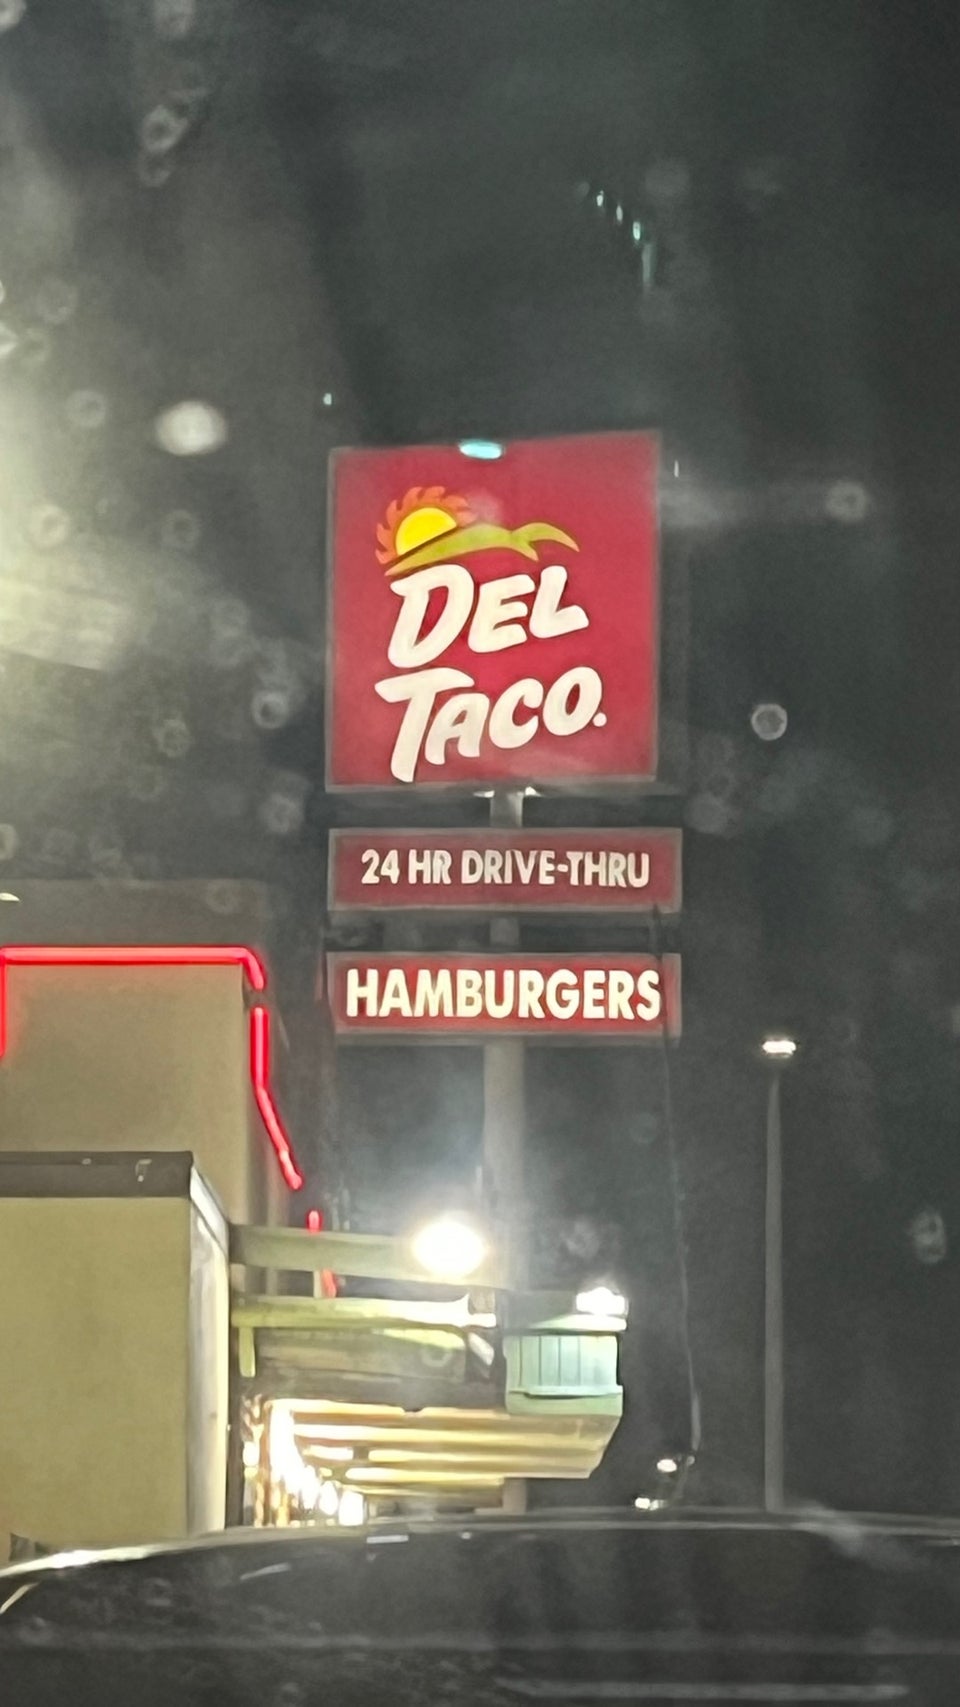 DEL
TACO.
24 HR DRIVE-THRU
HAMBURGERS